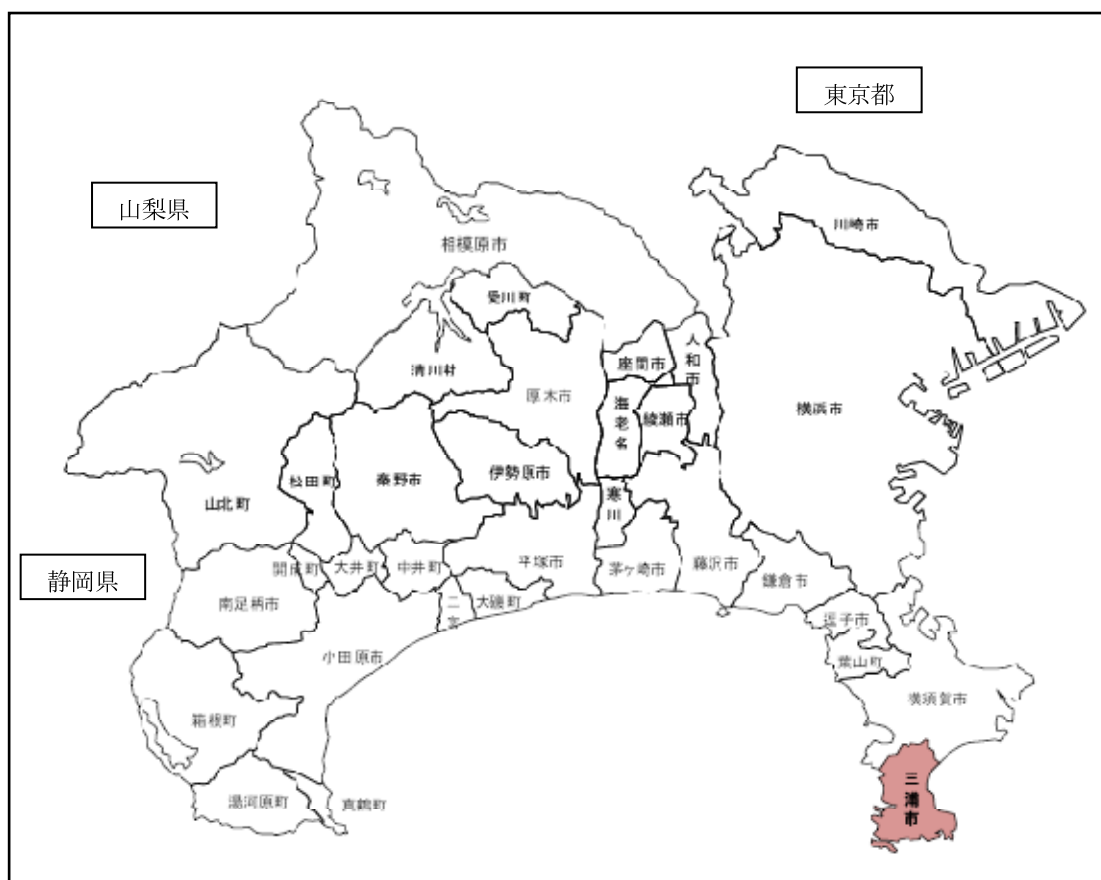 東京都
山梨県
川崎市
相模原市
愛川町
座間市
人和市
清川村
厚木市
海老名
綾瀬市
横浜市
伊勢原市
秦野市
松田町
山北町
寒川
平塚市
茅ヶ崎市
藤沢市
鎌倉市
静岡県
開成町
大井町
中井町
南足柄市
二宮
大磯町
逗子市
葉山町
小田原市
横須賀市
箱根町
三浦市
湯河原町
真鶴町